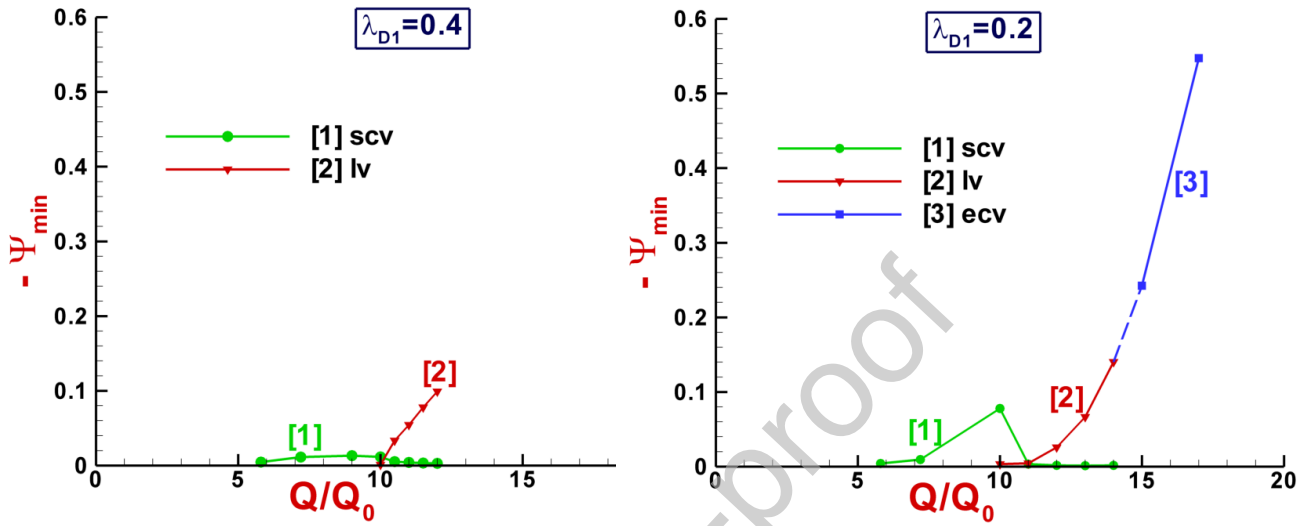 λD1=0.4
0.6
0.5
0.4
0.3
0.2
0.1
0
- Ψmin
[1] scv
[2] lv
[1]
[2]
0
5
10
15
Q/Q0
λD1=0.2
0.6
0.5
0.4
0.3
0.2
0.1
0
- Ψmin
[1] scv
[2] lv
[3] ecv
[1]
[2]
[3]
0
5
10
15
20
Q/Q0
proof